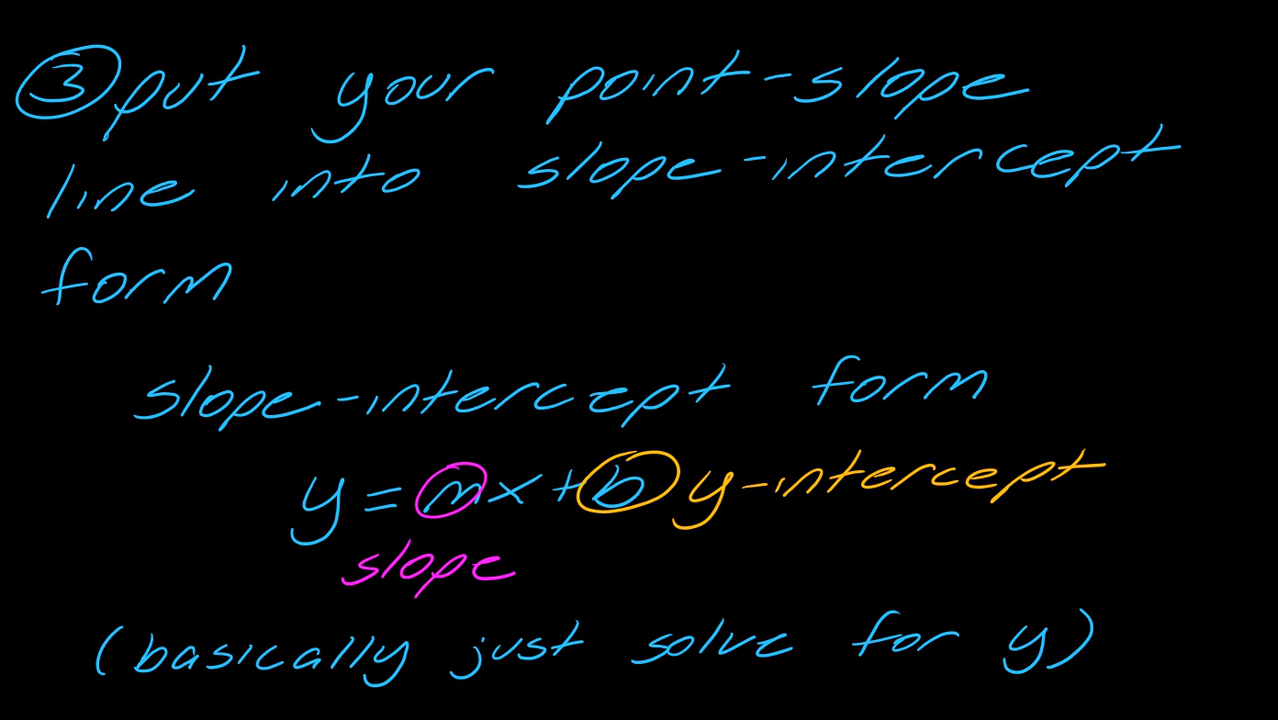 ③ put your point-slope
line into slope-intercept
form
slope-intercept form
y = mx + b y-intercept
slope
(basically just solve for y)